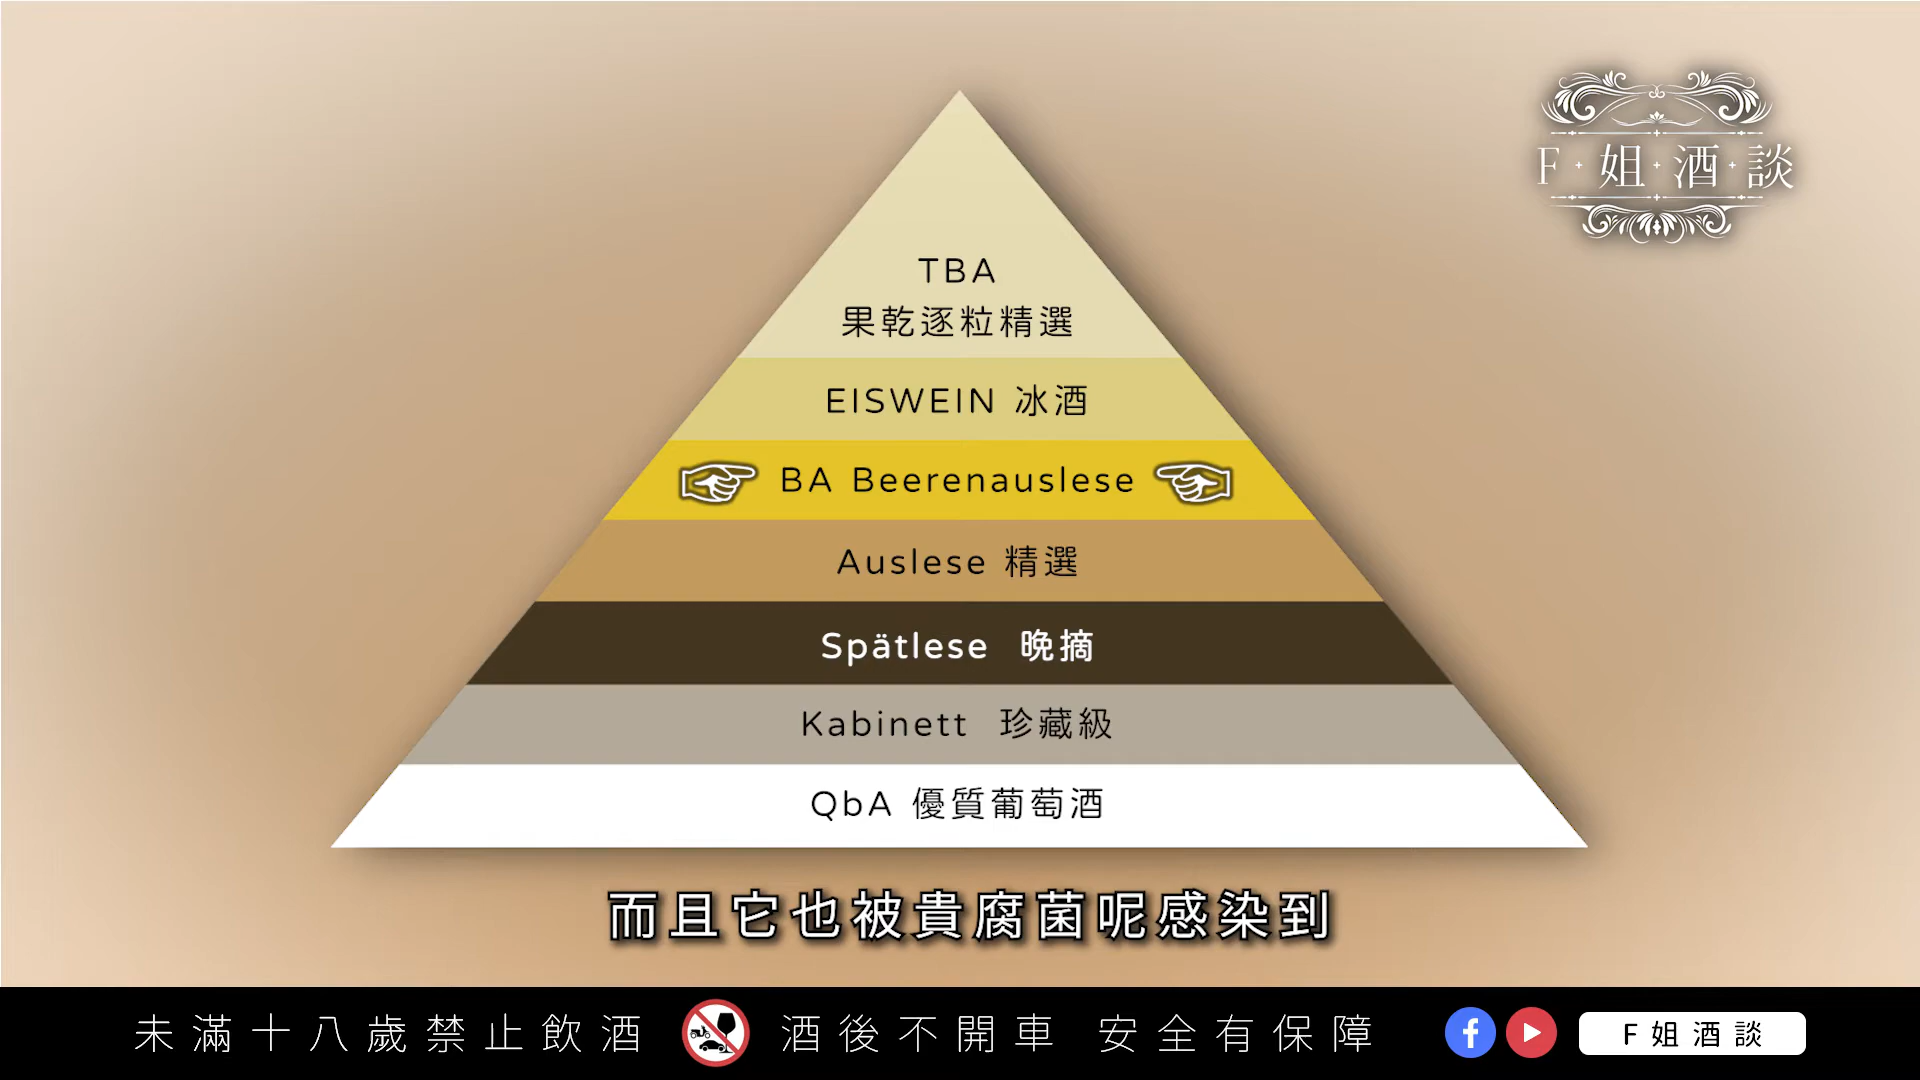 F·姐·酒·談
TBA
果乾逐粒精選
EISWEIN 冰酒
BA Beerenauslese
Auslese 精選
Spätlese 晚摘
Kabinett 珍藏級
QbA 優質葡萄酒
而且它也被貴腐菌呢感染到
未滿十八歲禁止飲酒 酒後不開車 安全有保障 F姐酒談